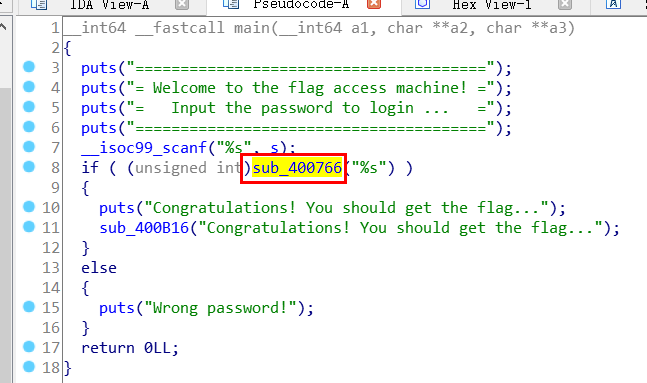 IDA View-A Pseudocode-A Hex View-1
1 __int64 __fastcall main(__int64 a1, char **a2, char **a3)
2 {
3 puts("=======================================");
4 puts("= Welcome to the flag access machine! =");
5 puts("=   Input the password to login ...   =");
6 puts("=======================================");
7 __isoc99_scanf("%s", s);
8 if ( (unsigned int)sub_400766("%s") )
9 {
10 puts("Congratulations! You should get the flag...");
11 sub_400B16("Congratulations! You should get the flag...");
12 }
13 else
14 {
15 puts("Wrong password!");
16 }
17 return 0LL;
18 }